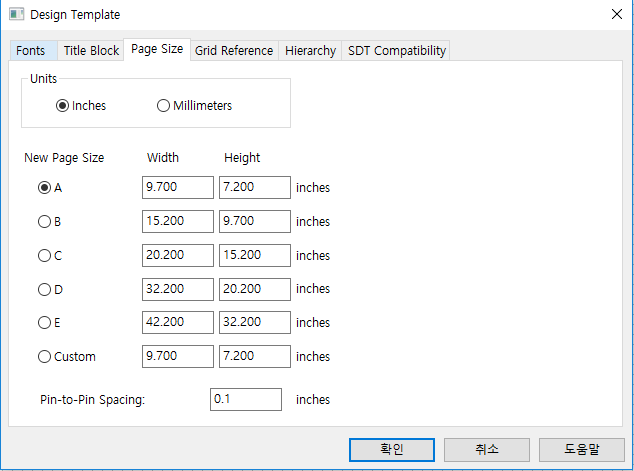 Design Template
Fonts Title Block Page Size Grid Reference Hierarchy SDT Compatibility
Units
Inches Millimeters
New Page Size Width Height
A 9.700 7.200 inches
B 15.200 9.700 inches
C 20.200 15.200 inches
D 32.200 20.200 inches
E 42.200 32.200 inches
Custom 9.700 7.200 inches
Pin-to-Pin Spacing: 0.1 inches
확인 취소 도움말